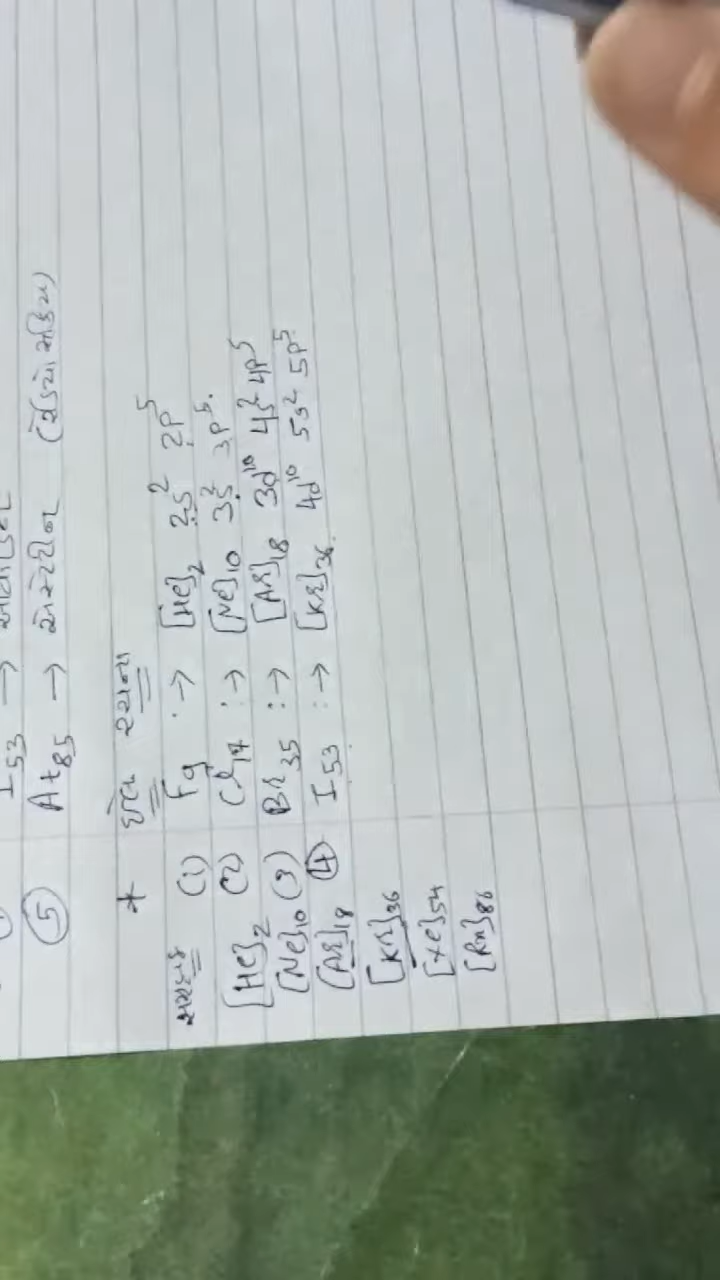 I53 →
⑤ At85 → એસ્ટેટીન (રેડિયો સક્રિય)
* ઈલે રચના
(1) F9 :→ [He]2 2s² 2p⁵
(2) Cl17 :→ [Ne]10 3s² 3p⁵.
(3) Br35 :→ [Ar]18 3d¹⁰ 4s² 4p⁵
④ I53 :→ [Kr]36 4d¹⁰ 5s² 5p⁵
[He]2
[Ne]10
[Ar]18
[Kr]36
[Xe]54
[Rn]86